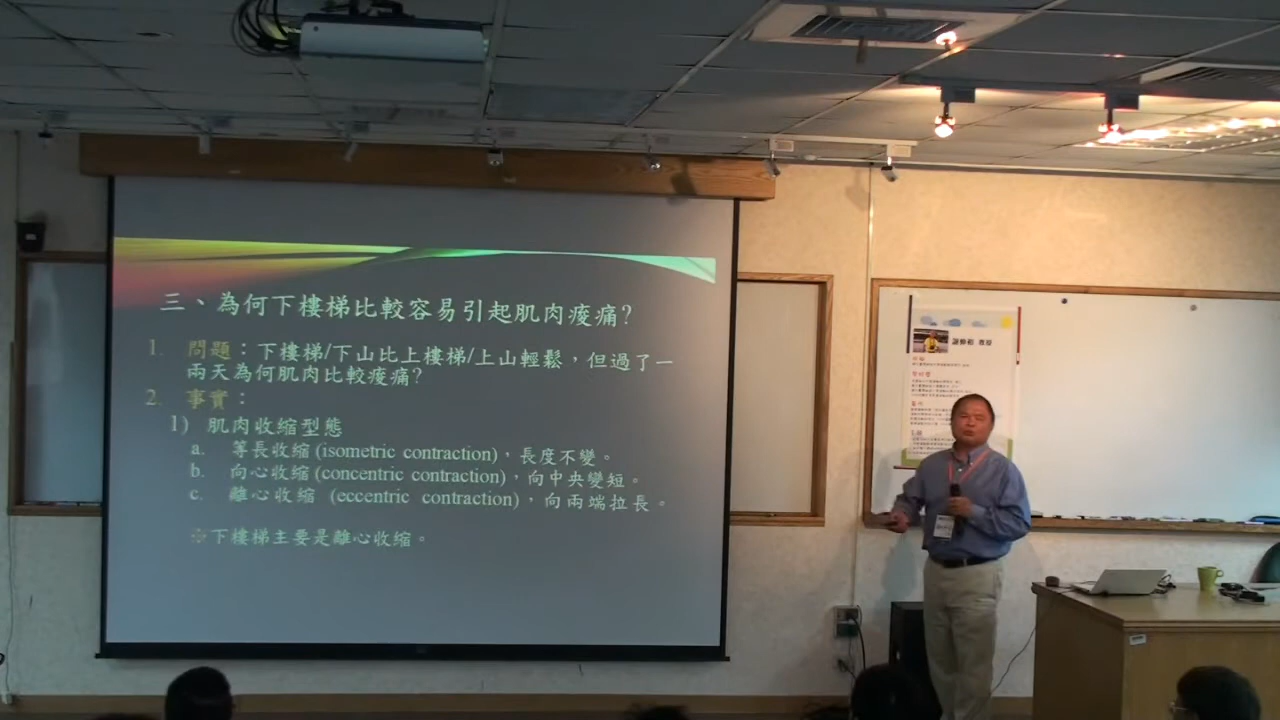 三、為何下樓梯比較容易引起肌肉痠痛?
1. 問題：下樓梯/下山比上樓梯/上山輕鬆，但過了一
兩天為何肌肉比較痠痛?
2. 事實：
1) 肌肉收縮型態
a. 等長收縮 (isometric contraction)，長度不變。
b. 向心收縮 (concentric contraction)，向中央變短。
c. 離心收縮 (eccentric contraction)，向兩端拉長。
※下樓梯主要是離心收縮。